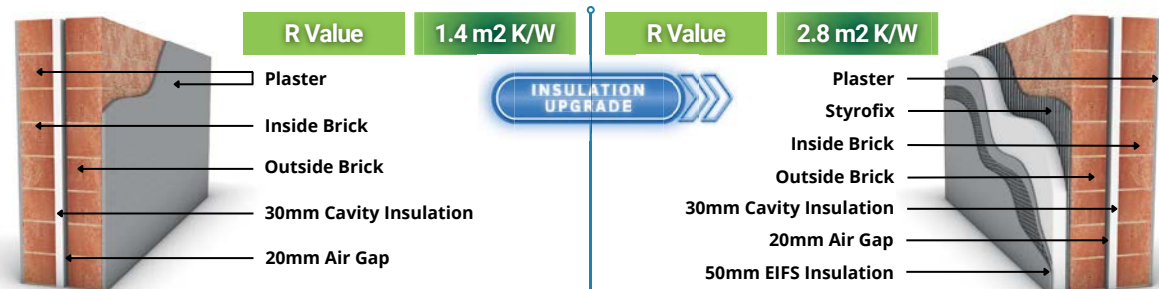 R Value
1.4 m2 K/W
Plaster
Inside Brick
Outside Brick
30mm Cavity Insulation
20mm Air Gap
INSULATION
UPGRADE
R Value
2.8 m2 K/W
Plaster
Styrofix
Inside Brick
Outside Brick
30mm Cavity Insulation
20mm Air Gap
50mm EIFS Insulation